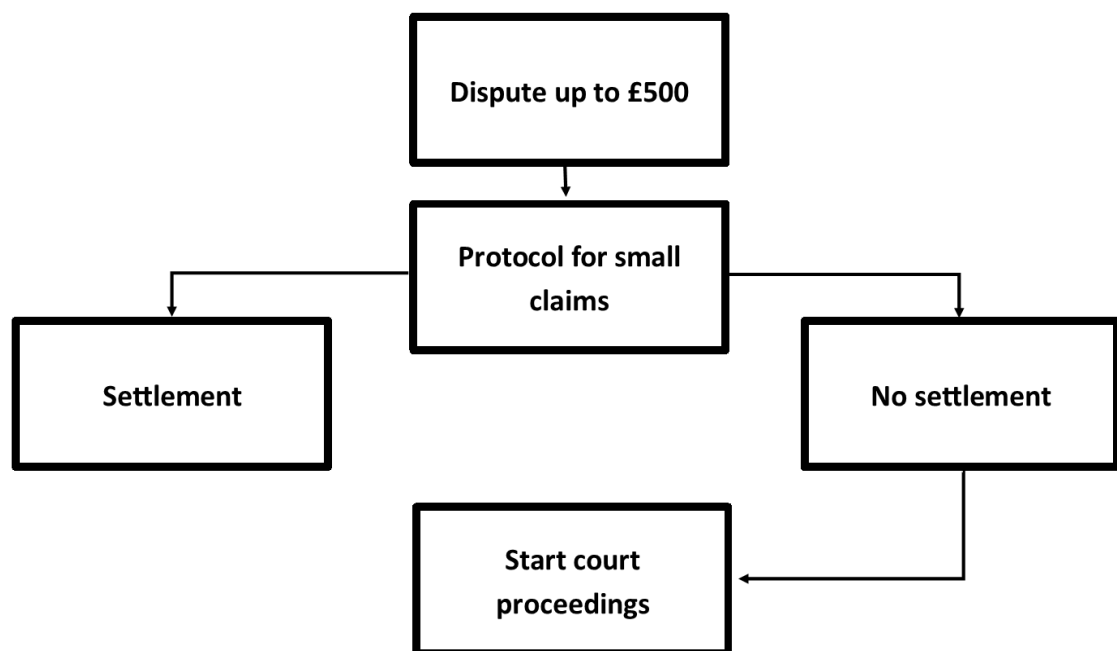 Dispute up to £500
Protocol for small
claims
Settlement
No settlement
Start court
proceedings